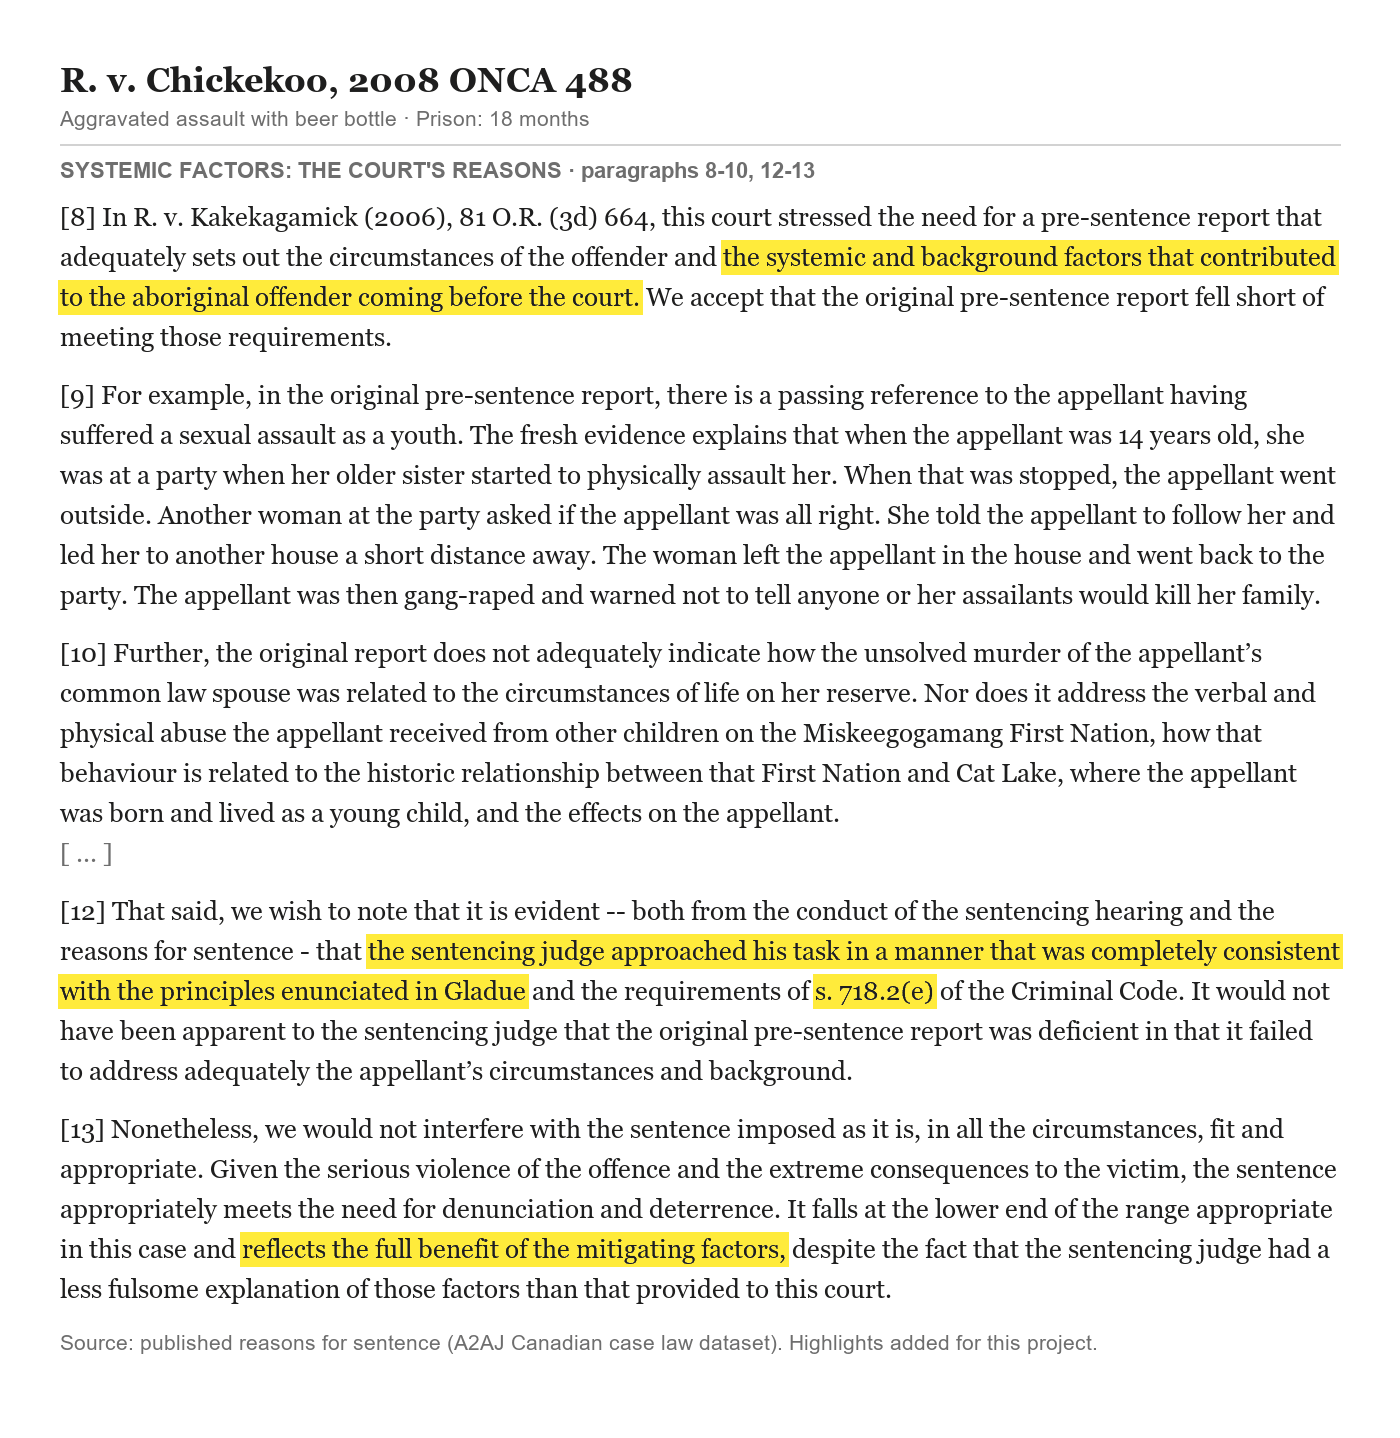 R. v. Chickekoo, 2008 ONCA 488
Aggravated assault with beer bottle · Prison: 18 months
SYSTEMIC FACTORS: THE COURT'S REASONS · paragraphs 8-10, 12-13
[8] In R. v. Kakekagamick (2006), 81 O.R. (3d) 664, this court stressed the need for a pre-sentence report that
adequately sets out the circumstances of the offender and the systemic and background factors that contributed
to the aboriginal offender coming before the court. We accept that the original pre-sentence report fell short of
meeting those requirements.
[9] For example, in the original pre-sentence report, there is a passing reference to the appellant having
suffered a sexual assault as a youth. The fresh evidence explains that when the appellant was 14 years old, she
was at a party when her older sister started to physically assault her. When that was stopped, the appellant went
outside. Another woman at the party asked if the appellant was all right. She told the appellant to follow her and
led her to another house a short distance away. The woman left the appellant in the house and went back to the
party. The appellant was then gang-raped and warned not to tell anyone or her assailants would kill her family.
[10] Further, the original report does not adequately indicate how the unsolved murder of the appellant’s
common law spouse was related to the circumstances of life on her reserve. Nor does it address the verbal and
physical abuse the appellant received from other children on the Miskeegogamang First Nation, how that
behaviour is related to the historic relationship between that First Nation and Cat Lake, where the appellant
was born and lived as a young child, and the effects on the appellant.
[ ... ]
[12] That said, we wish to note that it is evident -- both from the conduct of the sentencing hearing and the
reasons for sentence - that the sentencing judge approached his task in a manner that was completely consistent
with the principles enunciated in Gladue and the requirements of s. 718.2(e) of the Criminal Code. It would not
have been apparent to the sentencing judge that the original pre-sentence report was deficient in that it failed
to address adequately the appellant’s circumstances and background.
[13] Nonetheless, we would not interfere with the sentence imposed as it is, in all the circumstances, fit and
appropriate. Given the serious violence of the offence and the extreme consequences to the victim, the sentence
appropriately meets the need for denunciation and deterrence. It falls at the lower end of the range appropriate
in this case and reflects the full benefit of the mitigating factors, despite the fact that the sentencing judge had a
less fulsome explanation of those factors than that provided to this court.
Source: published reasons for sentence (A2AJ Canadian case law dataset). Highlights added for this project.